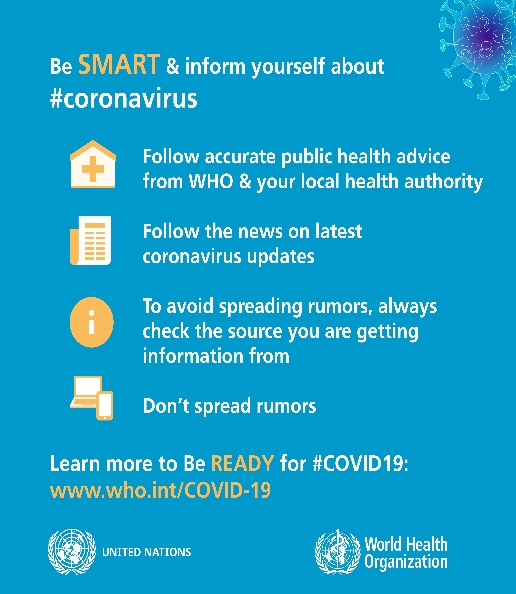 Be SMART & inform yourself about
#coronavirus
Follow accurate public health advice
from WHO & your local health authority
Follow the news on latest
coronavirus updates
To avoid spreading rumors, always
check the source you are getting
information from
Don't spread rumors
Learn more to Be READY for #COVID19:
www.who.int/COVID-19
UNITED NATIONS
World Health
Organization